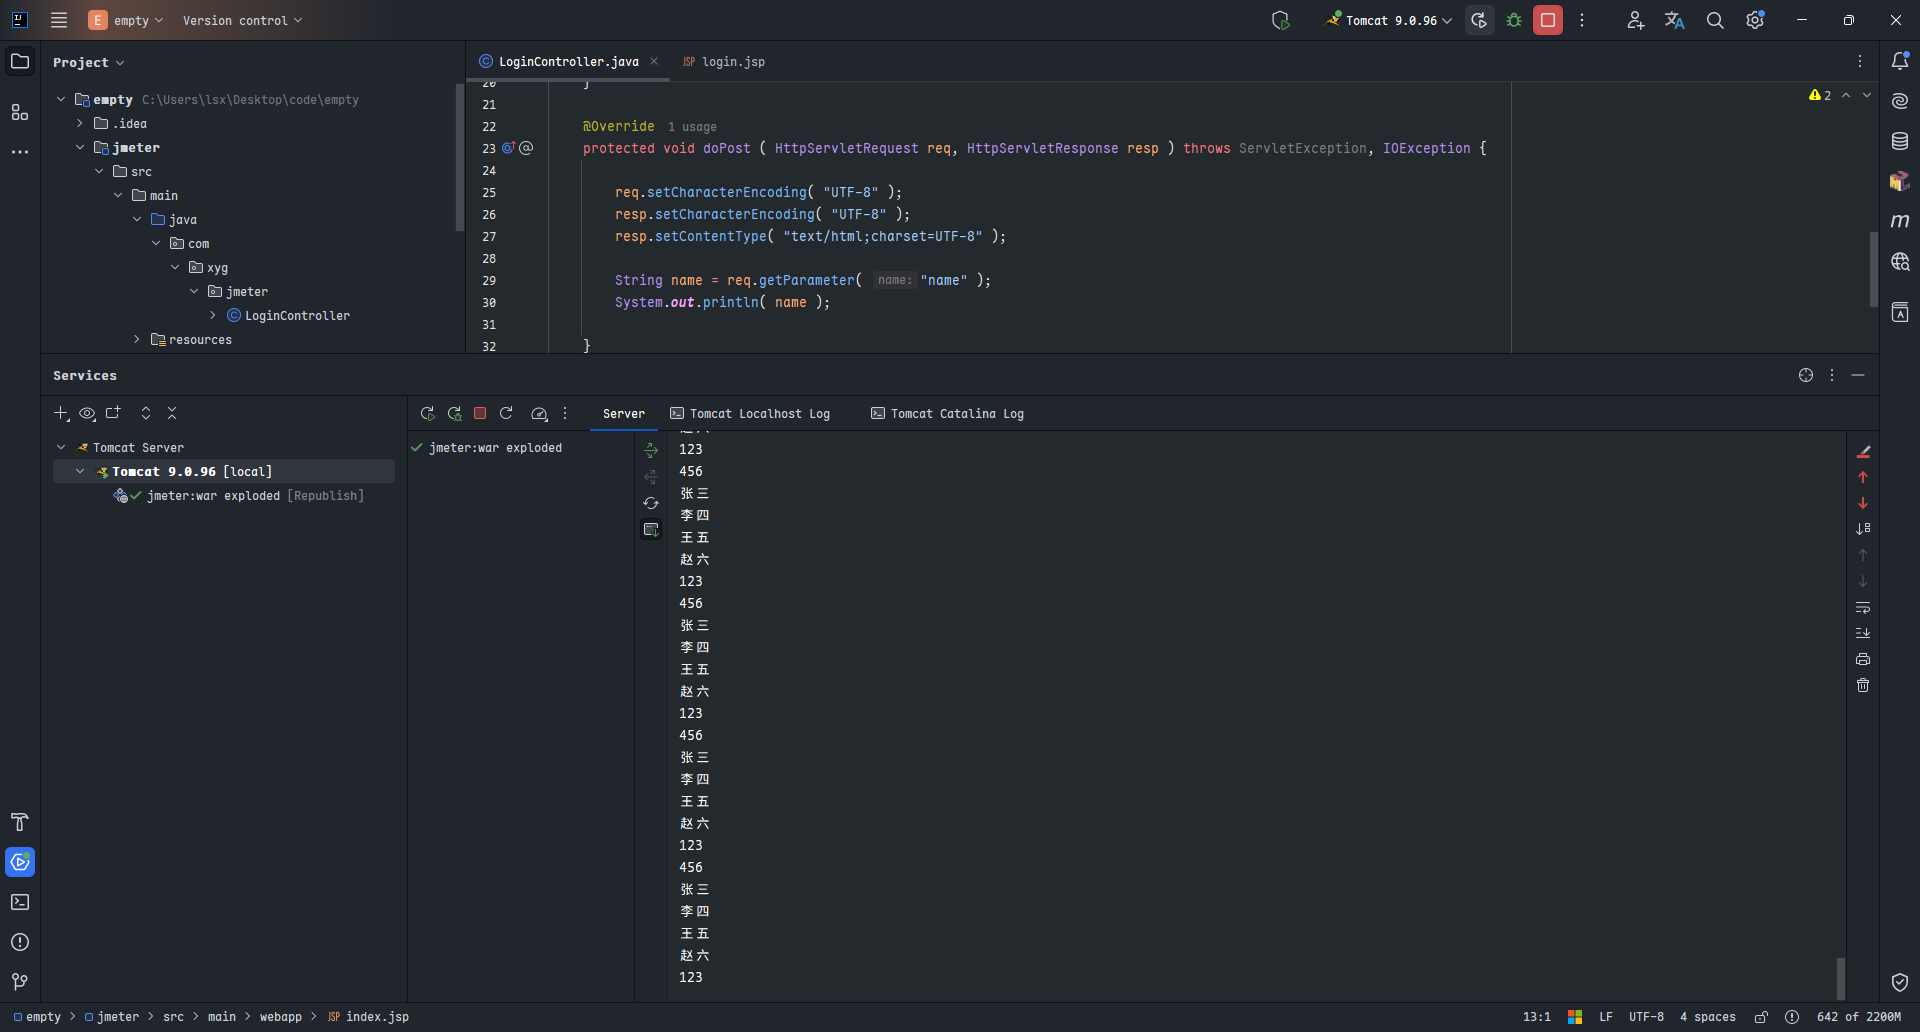 E empty Version control Tomcat 9.0.96
Project
LoginController.java JSP login.jsp
empty C:\Users\lsx\Desktop\code\empty
.idea
jmeter
src
main
java
com
xyg
jmeter
LoginController
resources
20 }
21
22 @Override 1 usage
23 protected void doPost ( HttpServletRequest req, HttpServletResponse resp ) throws ServletException, IOException {
24
25 req.setCharacterEncoding( "UTF-8" );
26 resp.setCharacterEncoding( "UTF-8" );
27 resp.setContentType( "text/html;charset=UTF-8" );
28
29 String name = req.getParameter( name: "name" );
30 System.out.println( name );
31
32 }
2
Services
Server Tomcat Localhost Log Tomcat Catalina Log
Tomcat Server
Tomcat 9.0.96 [local]
jmeter:war exploded [Republish]
jmeter:war exploded
赵六
123
456
张三
李四
王五
赵六
123
456
张三
李四
王五
赵六
123
456
张三
李四
王五
赵六
123
456
张三
李四
王五
赵六
123
empty > jmeter > src > main > webapp > JSP index.jsp
13:1 LF UTF-8 4 spaces 642 of 2200M